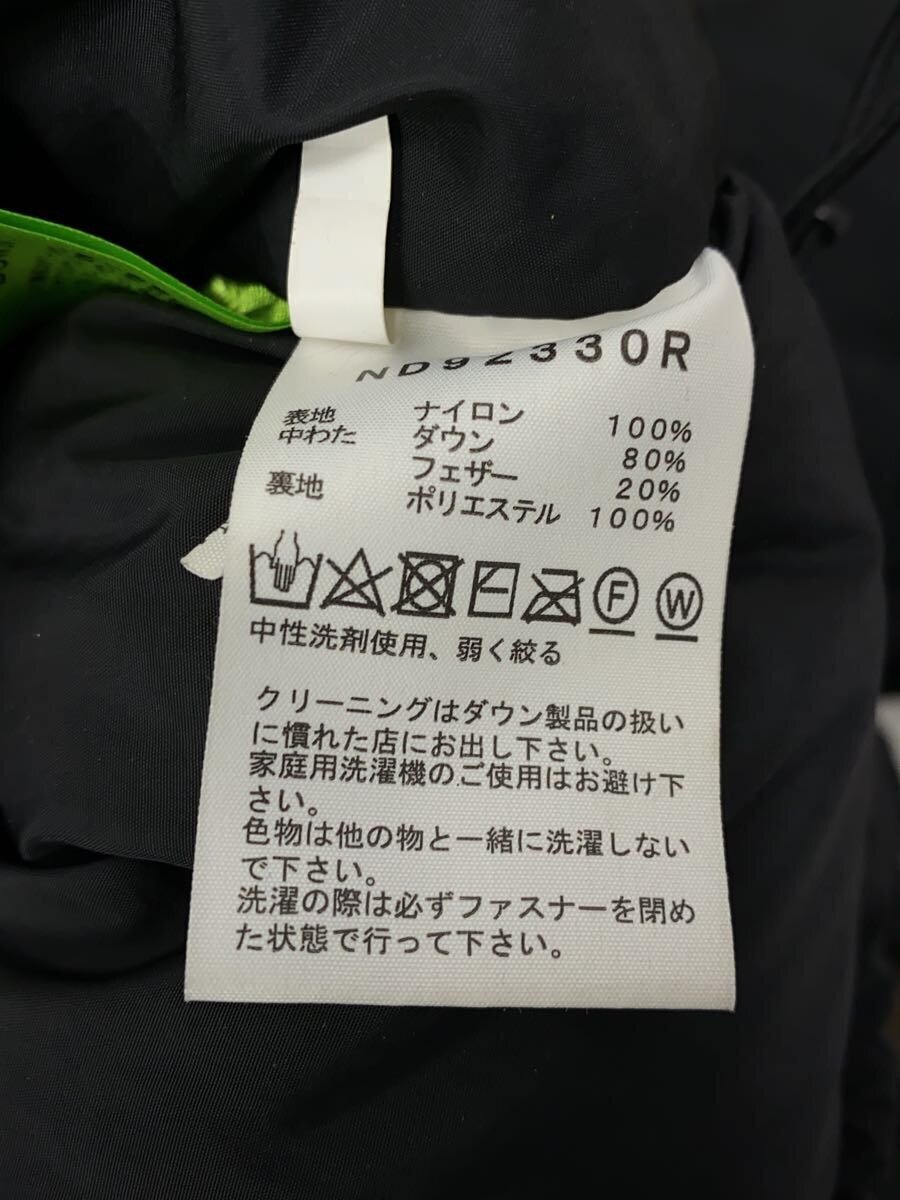 ND92330R
表地 ナイロン 100%
中わた ダウン 80%
フェザー 20%
裏地 ポリエステル 100%
F W
中性洗剤使用、弱く絞る
クリーニングはダウン製品の扱い
に慣れた店にお出し下さい。
家庭用洗濯機のご使用はお避け下
さい。
色物は他の物と一緒に洗濯しない
で下さい。
洗濯の際は必ずファスナーを閉め
た状態で行って下さい。